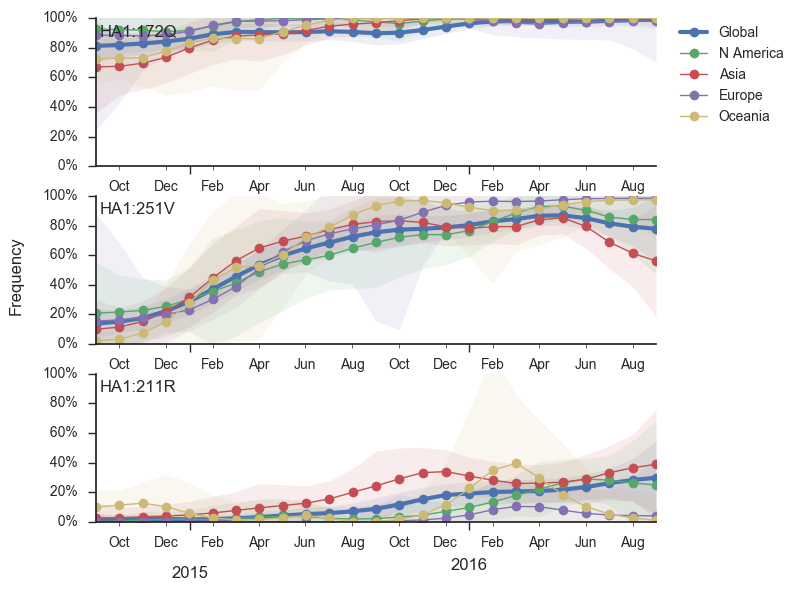 HA1:172Q
100%
80%
60%
40%
20%
0%
Oct Dec Feb Apr Jun Aug Oct Dec Feb Apr Jun Aug
Global
N America
Asia
Europe
Oceania
Frequency
HA1:251V
100%
80%
60%
40%
20%
0%
Oct Dec Feb Apr Jun Aug Oct Dec Feb Apr Jun Aug
HA1:211R
100%
80%
60%
40%
20%
0%
Oct Dec Feb Apr Jun Aug Oct Dec Feb Apr Jun Aug
2015 2016